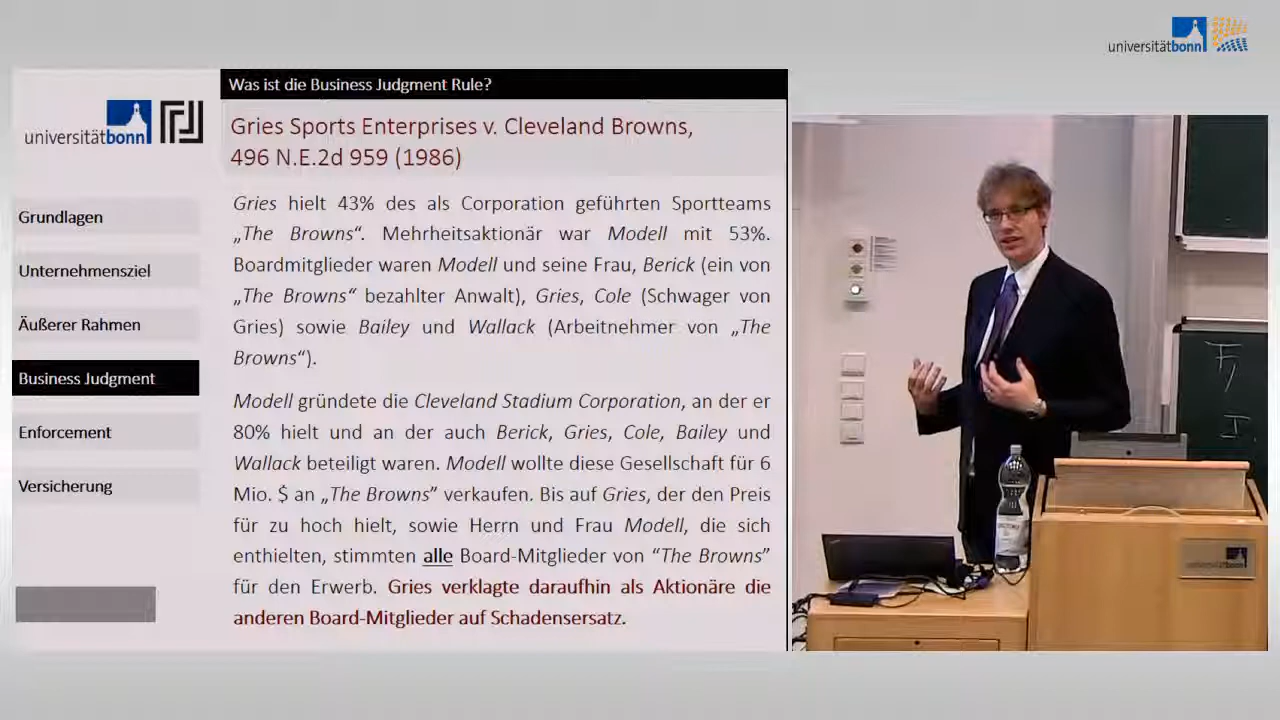 universitätbonn
Was ist die Business Judgment Rule?
universitätbonn
Gries Sports Enterprises v. Cleveland Browns,
496 N.E.2d 959 (1986)
Grundlagen
Unternehmensziel
Äußerer Rahmen
Business Judgment
Enforcement
Versicherung
Gries hielt 43% des als Corporation geführten Sportteams
„The Browns“. Mehrheitsaktionär war Modell mit 53%.
Boardmitglieder waren Modell und seine Frau, Berick (ein von
„The Browns“ bezahlter Anwalt), Gries, Cole (Schwager von
Gries) sowie Bailey und Wallack (Arbeitnehmer von „The
Browns“).
Modell gründete die Cleveland Stadium Corporation, an der er
80% hielt und an der auch Berick, Gries, Cole, Bailey und
Wallack beteiligt waren. Modell wollte diese Gesellschaft für 6
Mio. $ an „The Browns” verkaufen. Bis auf Gries, der den Preis
für zu hoch hielt, sowie Herrn und Frau Modell, die sich
enthielten, stimmten alle Board-Mitglieder von “The Browns”
für den Erwerb. Gries verklagte daraufhin als Aktionäre die
anderen Board-Mitglieder auf Schadensersatz.
universitätbonn